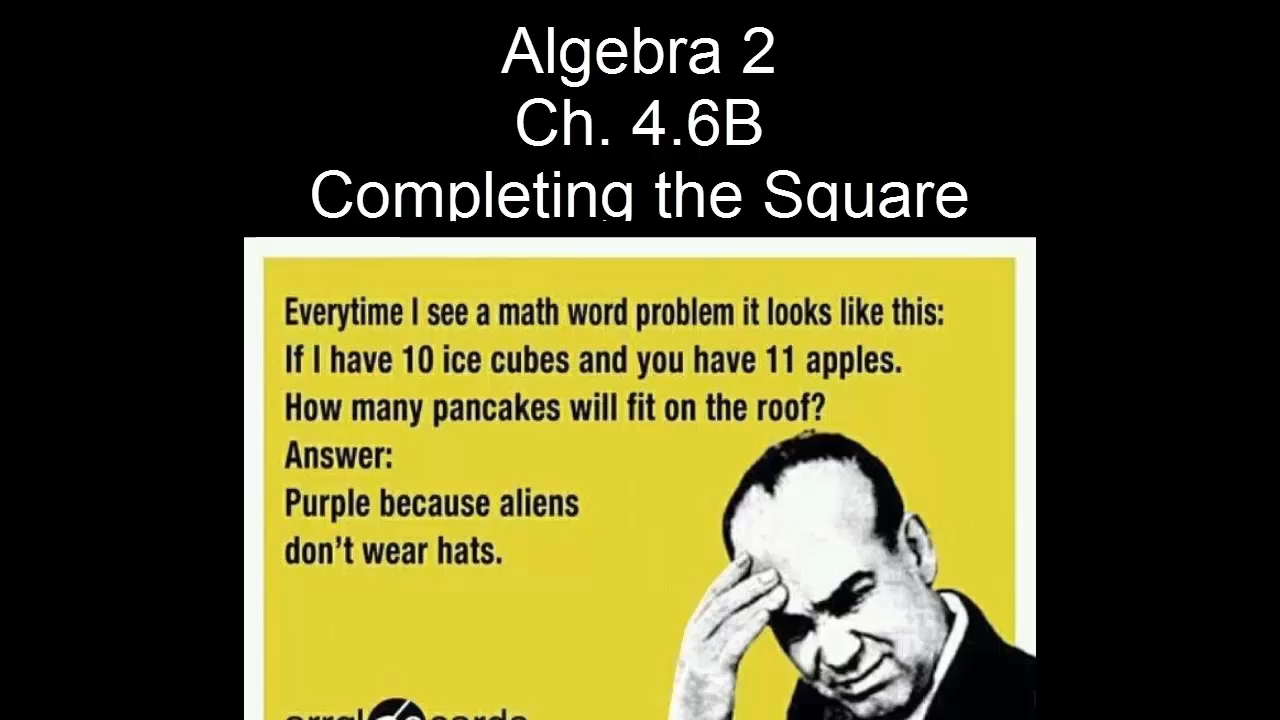 Algebra 2
Ch. 4.6B
Completing the Square
Everytime I see a math word problem it looks like this:
If I have 10 ice cubes and you have 11 apples.
How many pancakes will fit on the roof?
Answer:
Purple because aliens
don't wear hats.